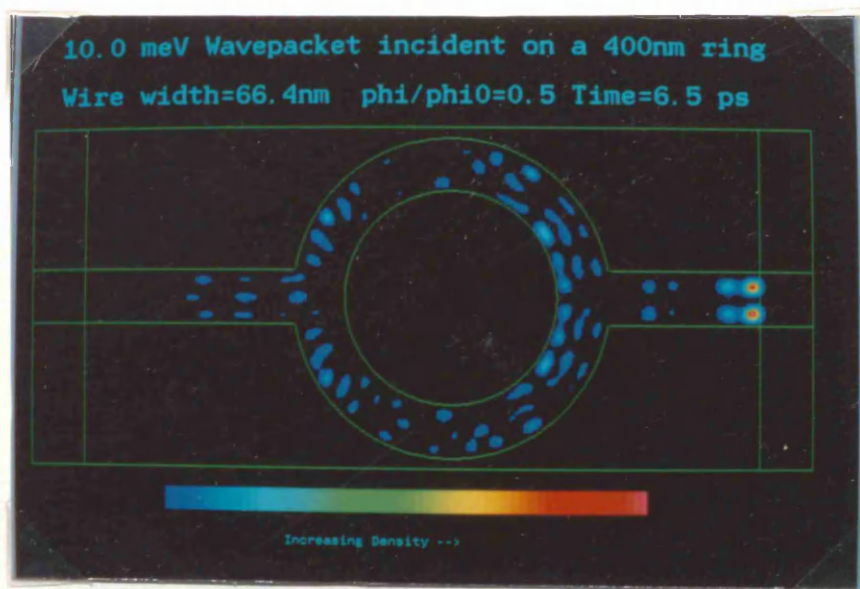 10.0 meV Wavepacket incident on a 400nm ring
Wire width=66.4nm phi/phi0=0.5 Time=6.5 ps
Increasing Density -->